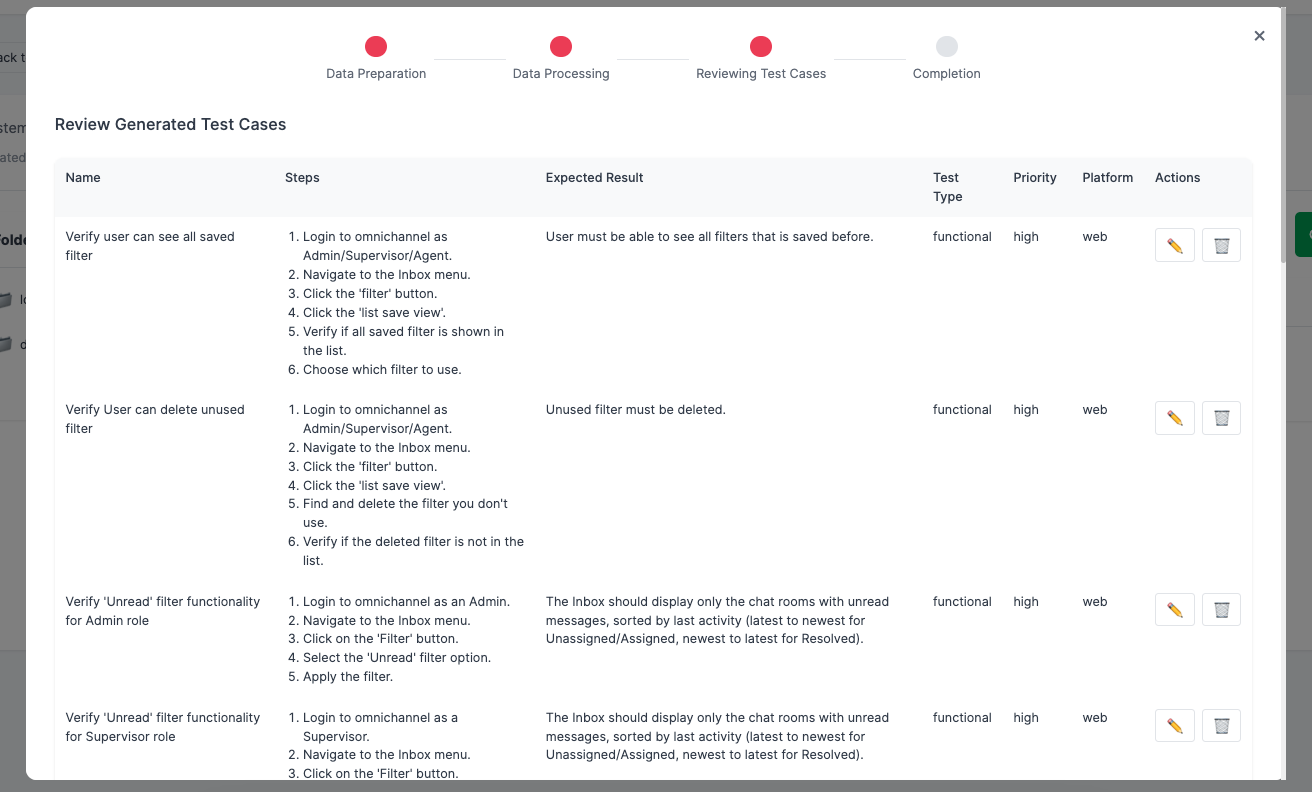 Data Preparation
Data Processing
Reviewing Test Cases
Completion
Review Generated Test Cases
Name
Steps
Expected Result
Test
Type
Priority
Platform
Actions
Verify user can see all saved
filter
1. Login to omnichannel as
Admin/Supervisor/Agent.
2. Navigate to the Inbox menu.
3. Click the 'filter' button.
4. Click the 'list save view'.
5. Verify if all saved filter is shown in
the list.
6. Choose which filter to use.
User must be able to see all filters that is saved before.
functional
high
web
Verify User can delete unused
filter
1. Login to omnichannel as
Admin/Supervisor/Agent.
2. Navigate to the Inbox menu.
3. Click the 'filter' button.
4. Click the 'list save view'.
5. Find and delete the filter you don't
use.
6. Verify if the deleted filter is not in the
list.
Unused filter must be deleted.
functional
high
web
Verify 'Unread' filter functionality
for Admin role
1. Login to omnichannel as an Admin.
2. Navigate to the Inbox menu.
3. Click on the 'Filter' button.
4. Select the 'Unread' filter option.
5. Apply the filter.
The Inbox should display only the chat rooms with unread
messages, sorted by last activity (latest to newest for
Unassigned/Assigned, newest to latest for Resolved).
functional
high
web
Verify 'Unread' filter functionality
for Supervisor role
1. Login to omnichannel as a
Supervisor.
2. Navigate to the Inbox menu.
3. Click on the 'Filter' button.
The Inbox should display only the chat rooms with unread
messages, sorted by last activity (latest to newest for
Unassigned/Assigned, newest to latest for Resolved).
functional
high
web